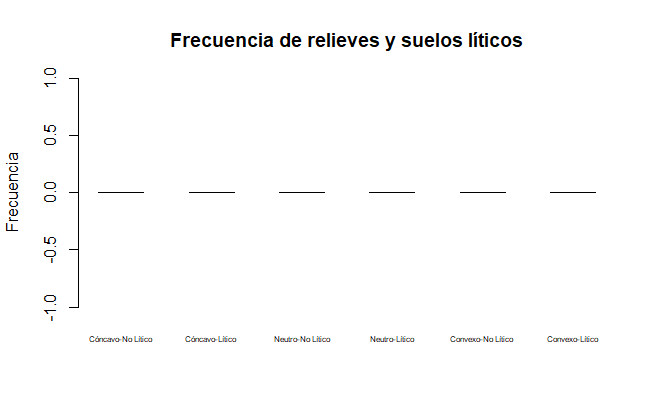 Frecuencia de relieves y suelos líticos
Frecuencia
1.0
0.5
0.0
-0.5
-1.0
Cóncavo-No Lítico Cóncavo-Lítico Neutro-No Lítico Neutro-Lítico Convexo-No Lítico Convexo-Lítico